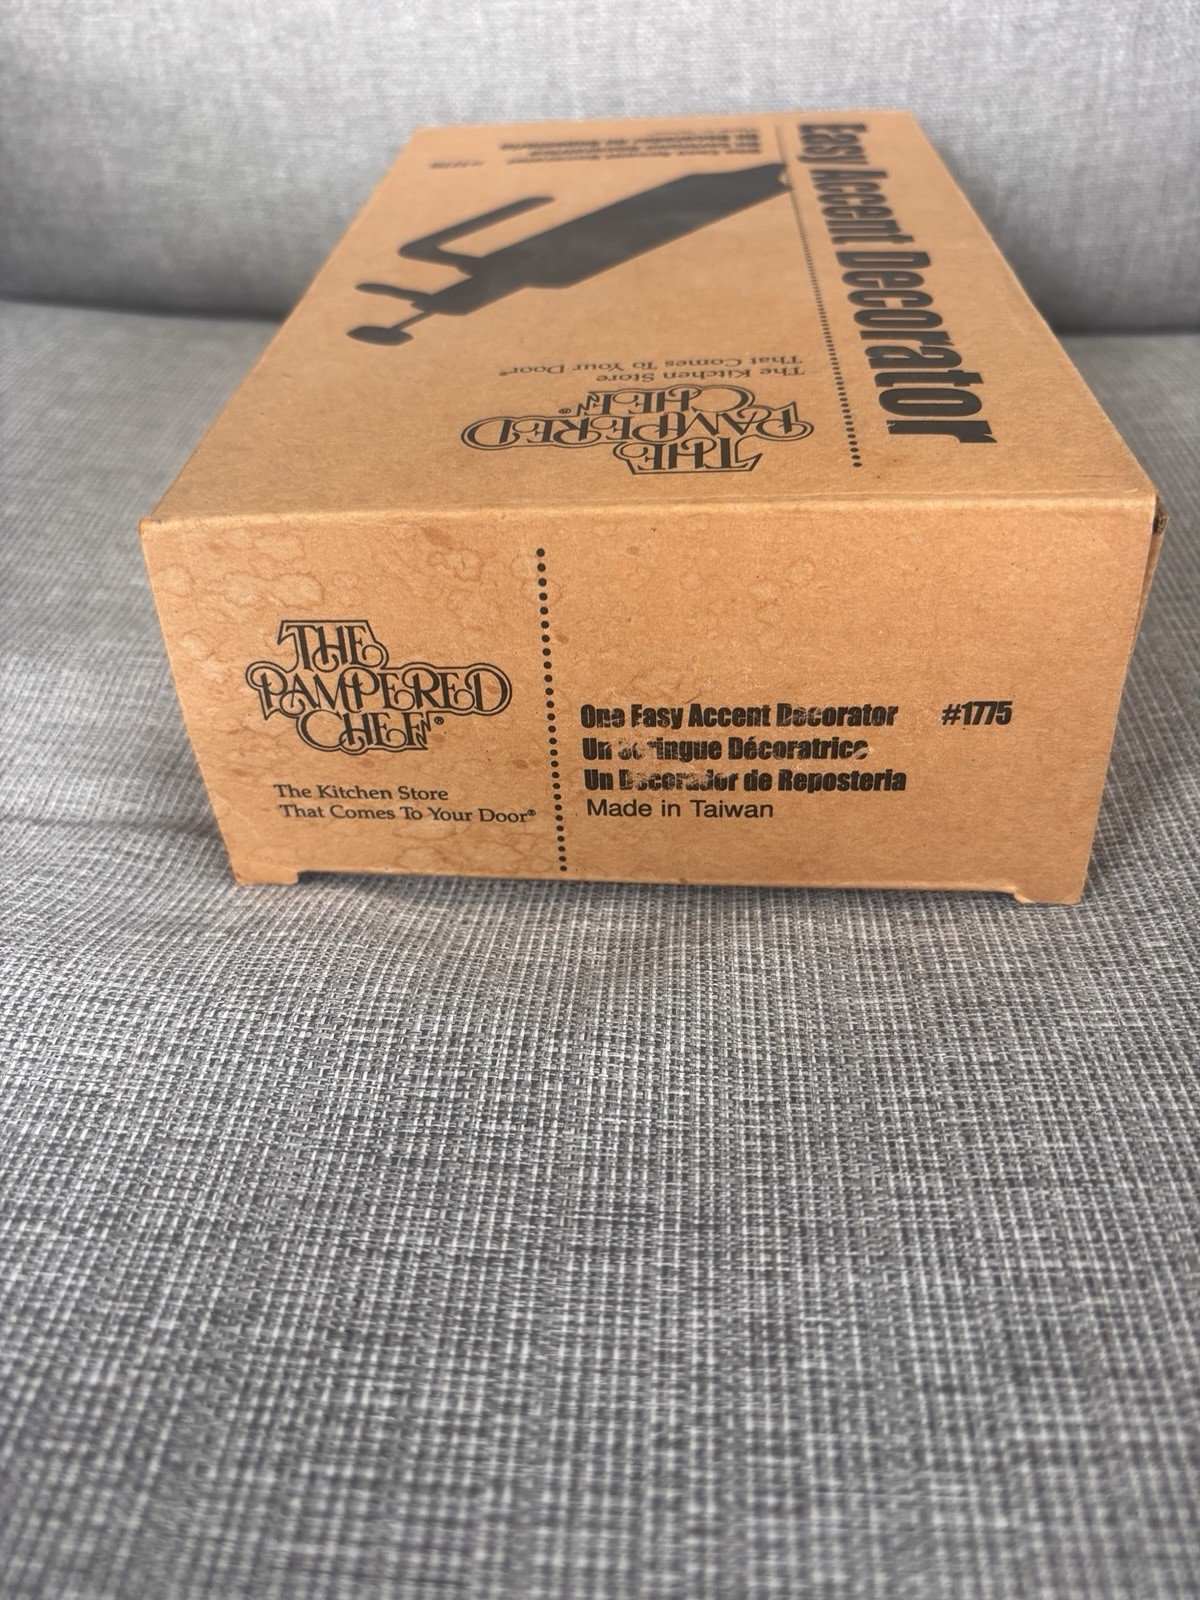 Easy Accent Decorator
THE
PAMPERED
CHEF®
The Kitchen Store
That Comes To Your Door®
THE
PAMPERED
CHEF®
The Kitchen Store
That Comes To Your Door®
One Easy Accent Decorator #1775
Un Seringue Décoratrice
Un Decorador de Reposteria
Made in Taiwan